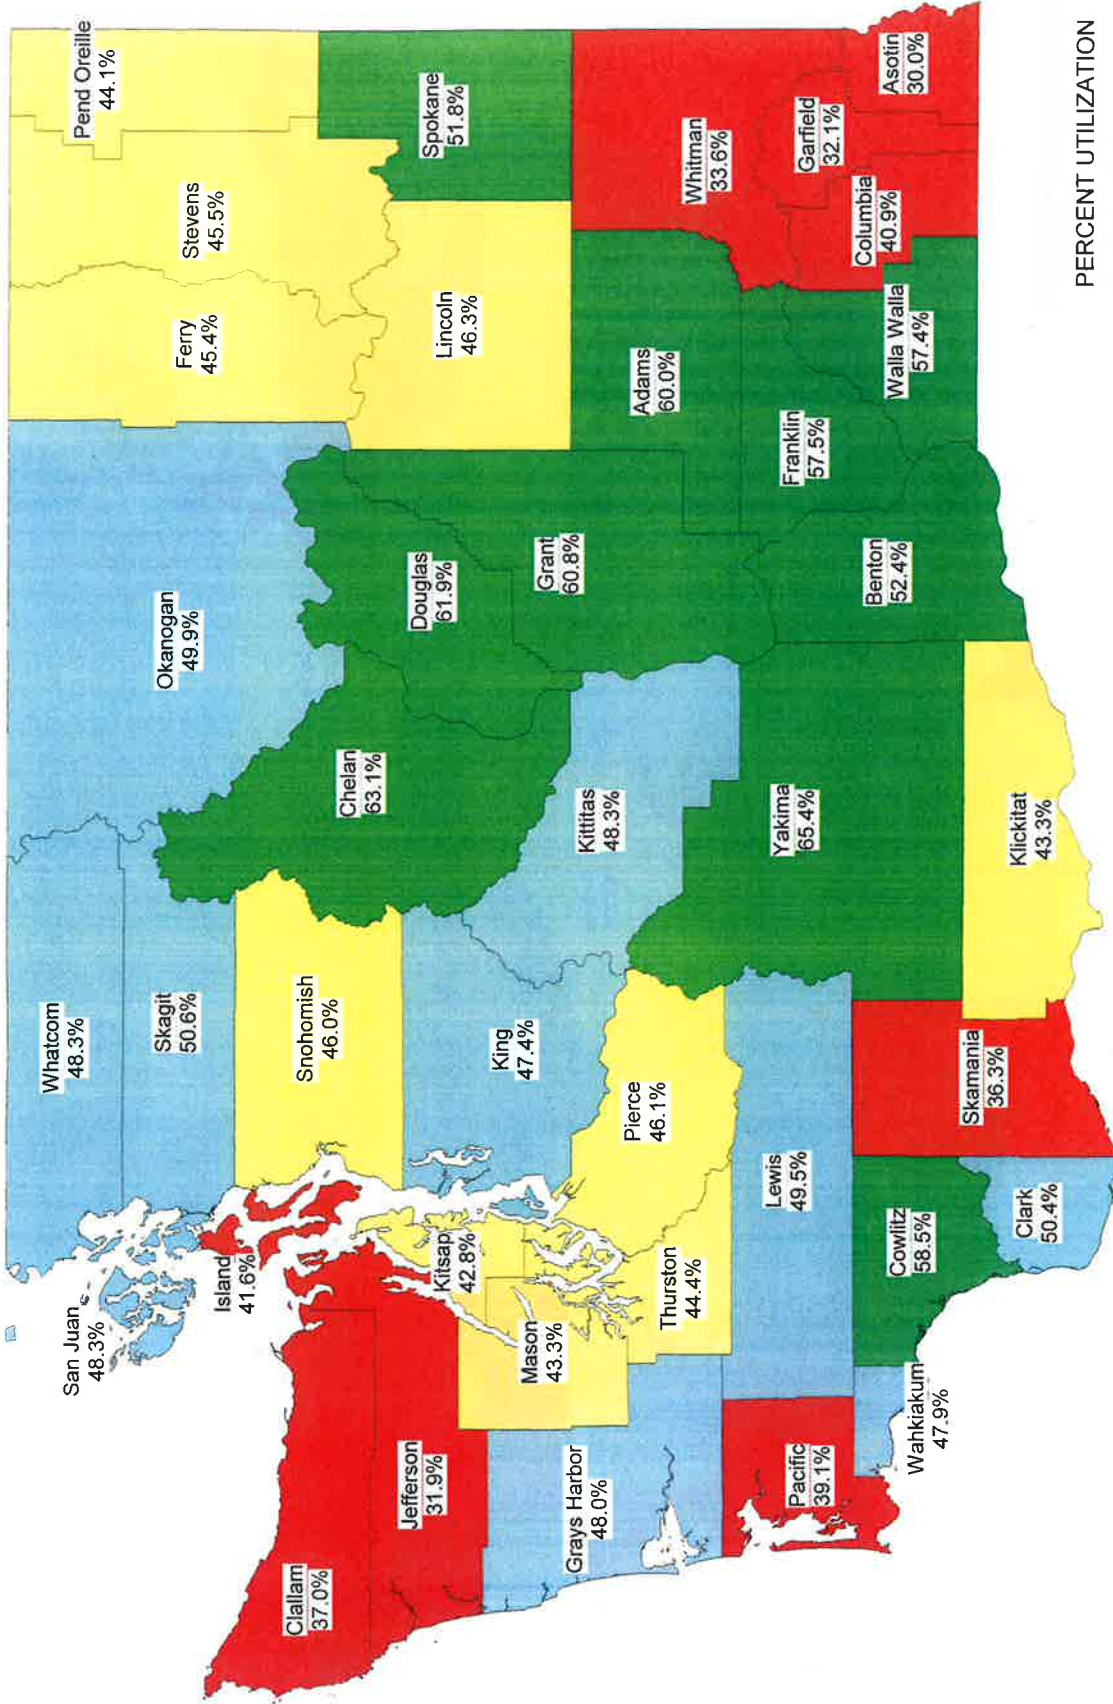 San Juan
48.3%
Whatcom
48.3%
Okanogan
49.9%
Ferry
45.4%
Stevens
45.5%
Pend Oreille
44.1%
Skagit
50.6%
Island
41.6%
Clallam
37.0%
Jefferson
31.9%
Snohomish
46.0%
Chelan
63.1%
Douglas
61.9%
Lincoln
46.3%
Spokane
51.8%
Kitsap
42.8%
King
47.4%
Mason
43.3%
Grays Harbor
48.0%
Grant
60.8%
Kittitas
48.3%
Pierce
46.1%
Thurston
44.4%
Adams
60.0%
Whitman
33.6%
Lewis
49.5%
Pacific
39.1%
Yakima
65.4%
Franklin
57.5%
Garfield
32.1%
Columbia
40.9%
Asotin
30.0%
Walla Walla
57.4%
Benton
52.4%
Cowlitz
58.5%
Wahkiakum
47.9%
Skamania
36.3%
Clark
50.4%
Klickitat
43.3%
PERCENT UTILIZATION